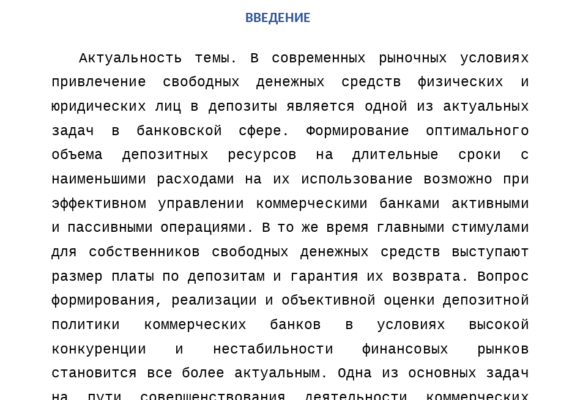 ВВЕДЕНИЕ
Актуальность темы. В современных рыночных условиях
привлечение свободных денежных средств физических и
юридических лиц в депозиты является одной из актуальных
задач в банковской сфере. Формирование оптимального
объема депозитных ресурсов на длительные сроки с
наименьшими расходами на их использование возможно при
эффективном управлении коммерческими банками активными
и пассивными операциями. В то же время главными стимулами
для собственников свободных денежных средств выступают
размер платы по депозитам и гарантия их возврата. Вопрос
формирования, реализации и объективной оценки депозитной
политики коммерческих банков в условиях высокой
конкуренции и нестабильности финансовых рынков
становится все более актуальным. Одна из основных задач
на пути совершенствования деятельности коммерческих